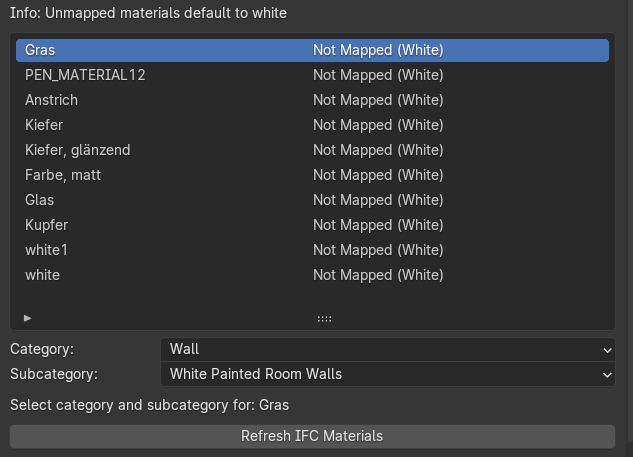 Info: Unmapped materials default to white
Gras Not Mapped (White)
PEN_MATERIAL12 Not Mapped (White)
Anstrich Not Mapped (White)
Kiefer Not Mapped (White)
Kiefer, glänzend Not Mapped (White)
Farbe, matt Not Mapped (White)
Glas Not Mapped (White)
Kupfer Not Mapped (White)
white1 Not Mapped (White)
white Not Mapped (White)
Category: Wall
Subcategory: White Painted Room Walls
Select category and subcategory for: Gras
Refresh IFC Materials